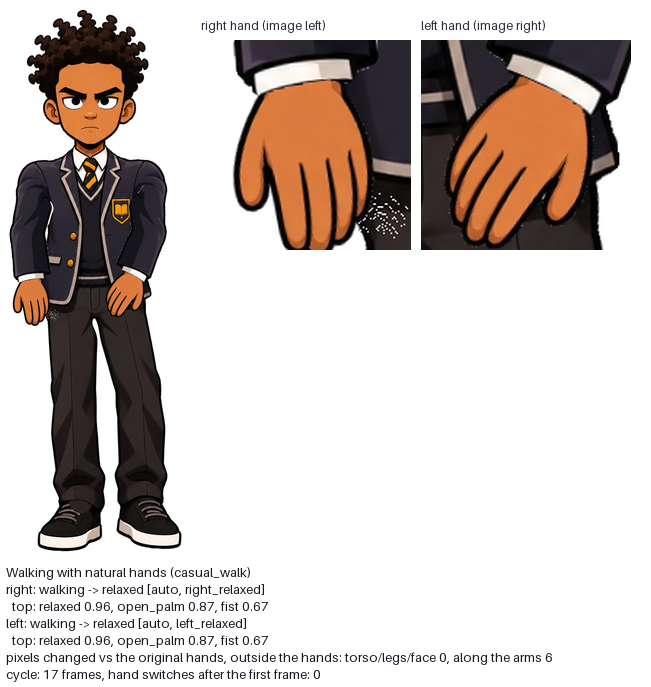 right hand (image left)
left hand (image right)
Walking with natural hands (casual_walk)
right: walking -> relaxed [auto, right_relaxed]
top: relaxed 0.96, open_palm 0.87, fist 0.67
left: walking -> relaxed [auto, left_relaxed]
top: relaxed 0.96, open_palm 0.87, fist 0.67
pixels changed vs the original hands, outside the hands: torso/legs/face 0, along the arms 6
cycle: 17 frames, hand switches after the first frame: 0